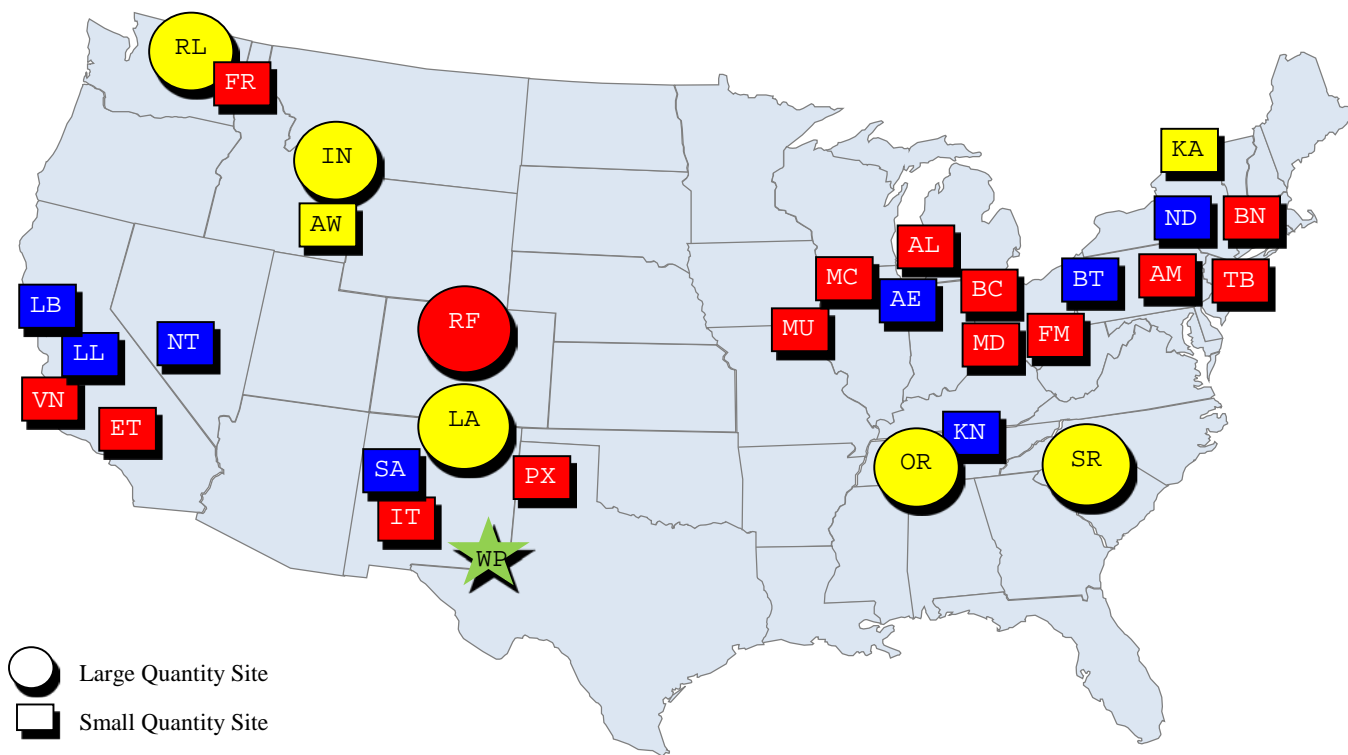 RL
FR
IN
KA
AW
ND
BN
AL
MC
BC
BT
AM
TB
LB
AE
NT
RF
MU
MD
FM
LL
VN
ET
LA
KN
SA
PX
OR
SR
IT
WP
Large Quantity Site
Small Quantity Site